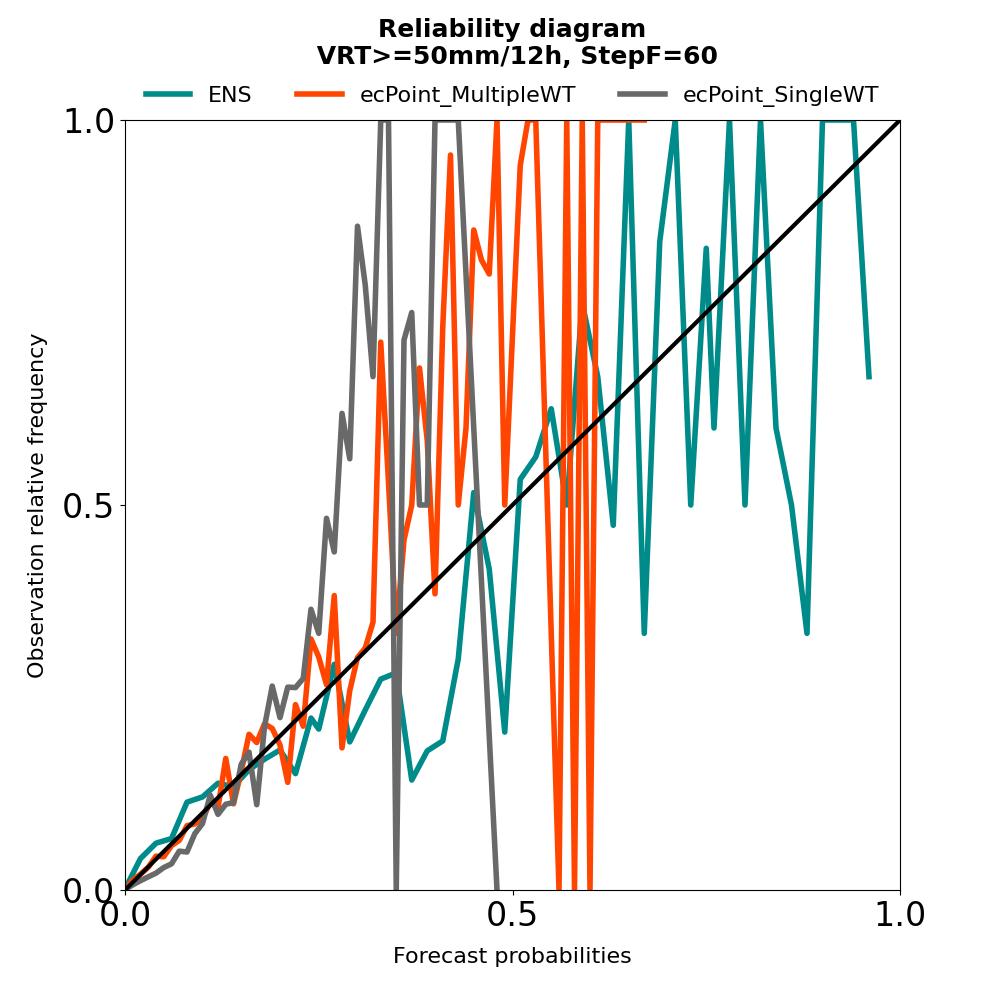 Reliability diagram
VRT>=50mm/12h, StepF=60
ENS ecPoint_MultipleWT ecPoint_SingleWT
1.0
0.5
0.0
0.0 0.5 1.0
Observation relative frequency
Forecast probabilities